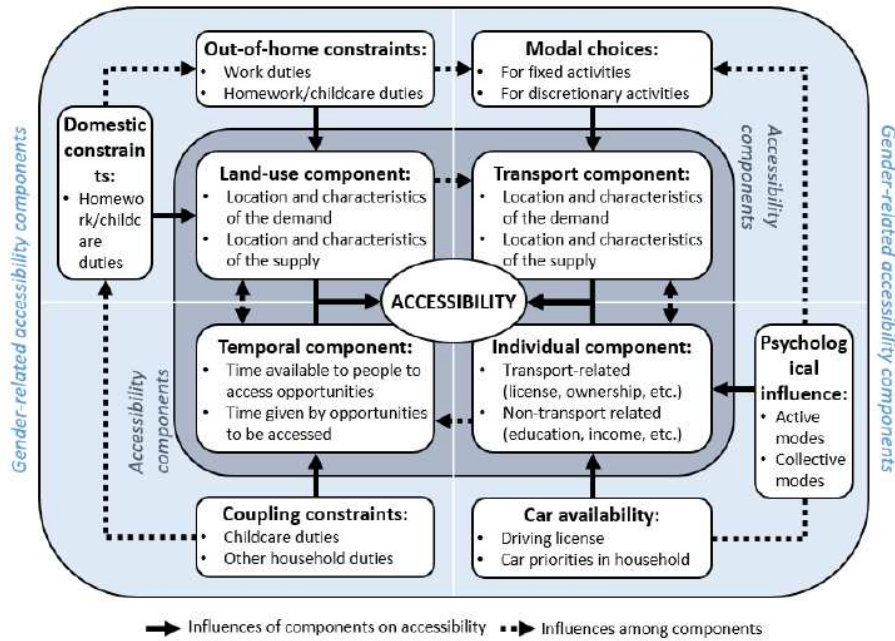 Out-of-home constraints:
• Work duties
• Homework/childcare duties
Modal choices:
• For fixed activities
• For discretionary activities
Domestic
constrain
ts:
• Homewo
rk/childc
are
duties
Land-use component:
• Location and characteristics
of the demand
• Location and characteristics
of the supply
Transport component:
• Location and characteristics
of the demand
• Location and characteristics
of the supply
ACCESSIBILITY
Temporal component:
• Time available to people to
access opportunities
• Time given by opportunities
to be accessed
Individual component:
• Transport-related
(license, ownership, etc.)
• Non-transport related
(education, income, etc.)
Psycholog
ical
influence:
• Active
modes
• Collective
modes
Coupling constraints:
• Childcare duties
• Other household duties
Car availability:
• Driving license
• Car priorities in household
Gender-related accessibility components
Accessibility
components
Accessibility
components
Gender-related accessibility components
Influences of components on accessibility
Influences among components